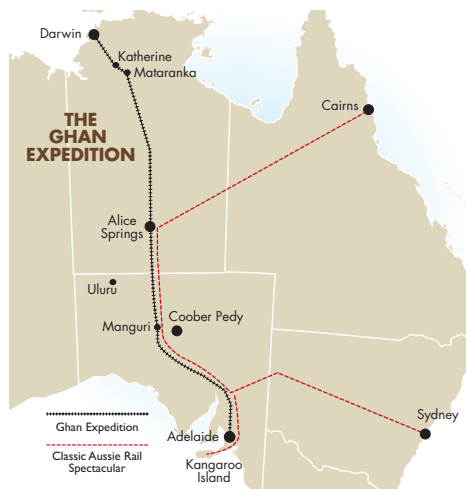 Darwin
Katherine
Mataranka
THE
GHAN
EXPEDITION
Cairns
Alice
Springs
Uluru
Coober Pedy
Manguri
Ghan Expedition
Classic Aussie Rail
Spectacular
Adelaide
Kangaroo
Island
Sydney